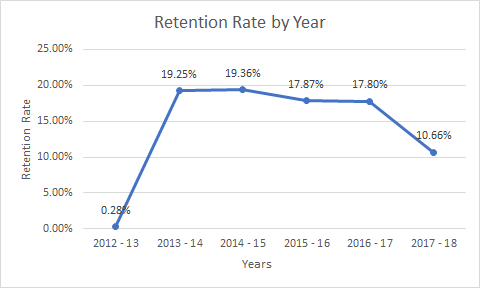 Retention Rate by Year
25.00%
20.00%
15.00%
10.00%
5.00%
0.00%
Retention Rate
0.28%
19.25%
19.36%
17.87%
17.80%
10.66%
2012 - 13
2013 - 14
2014 - 15
2015 - 16
2016 - 17
2017 - 18
Years